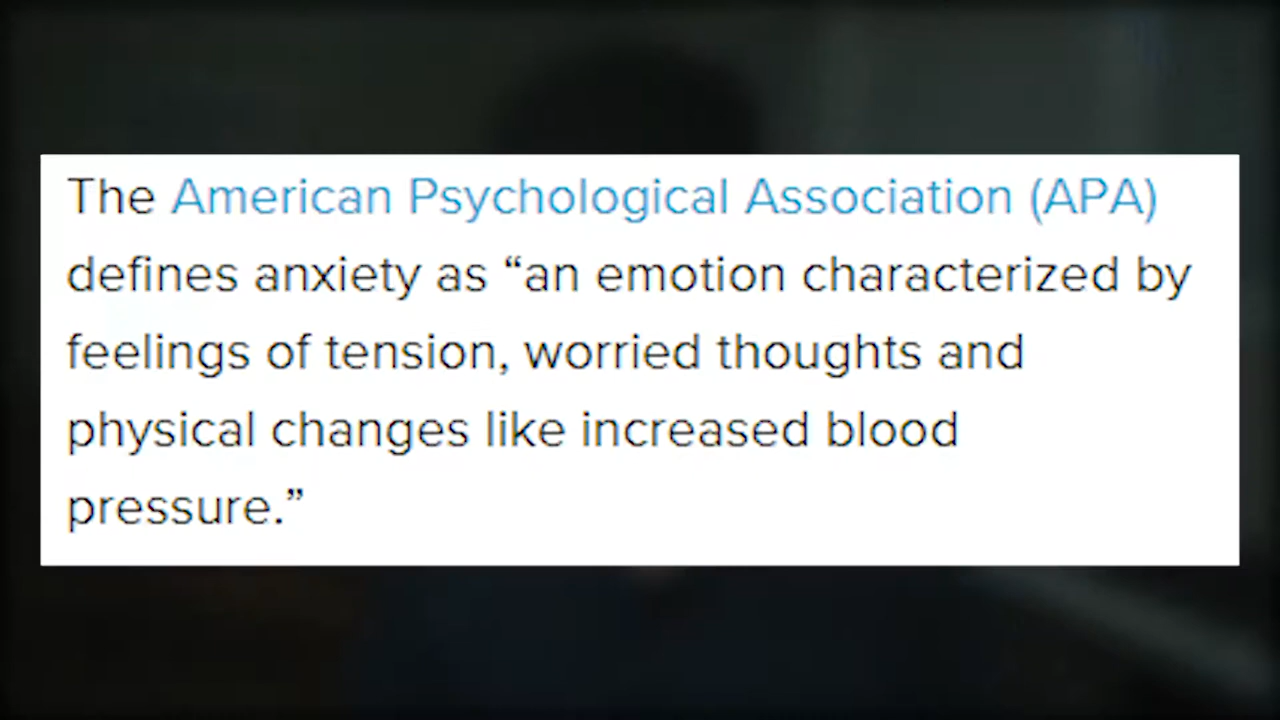 The American Psychological Association (APA)
defines anxiety as “an emotion characterized by
feelings of tension, worried thoughts and
physical changes like increased blood
pressure.”